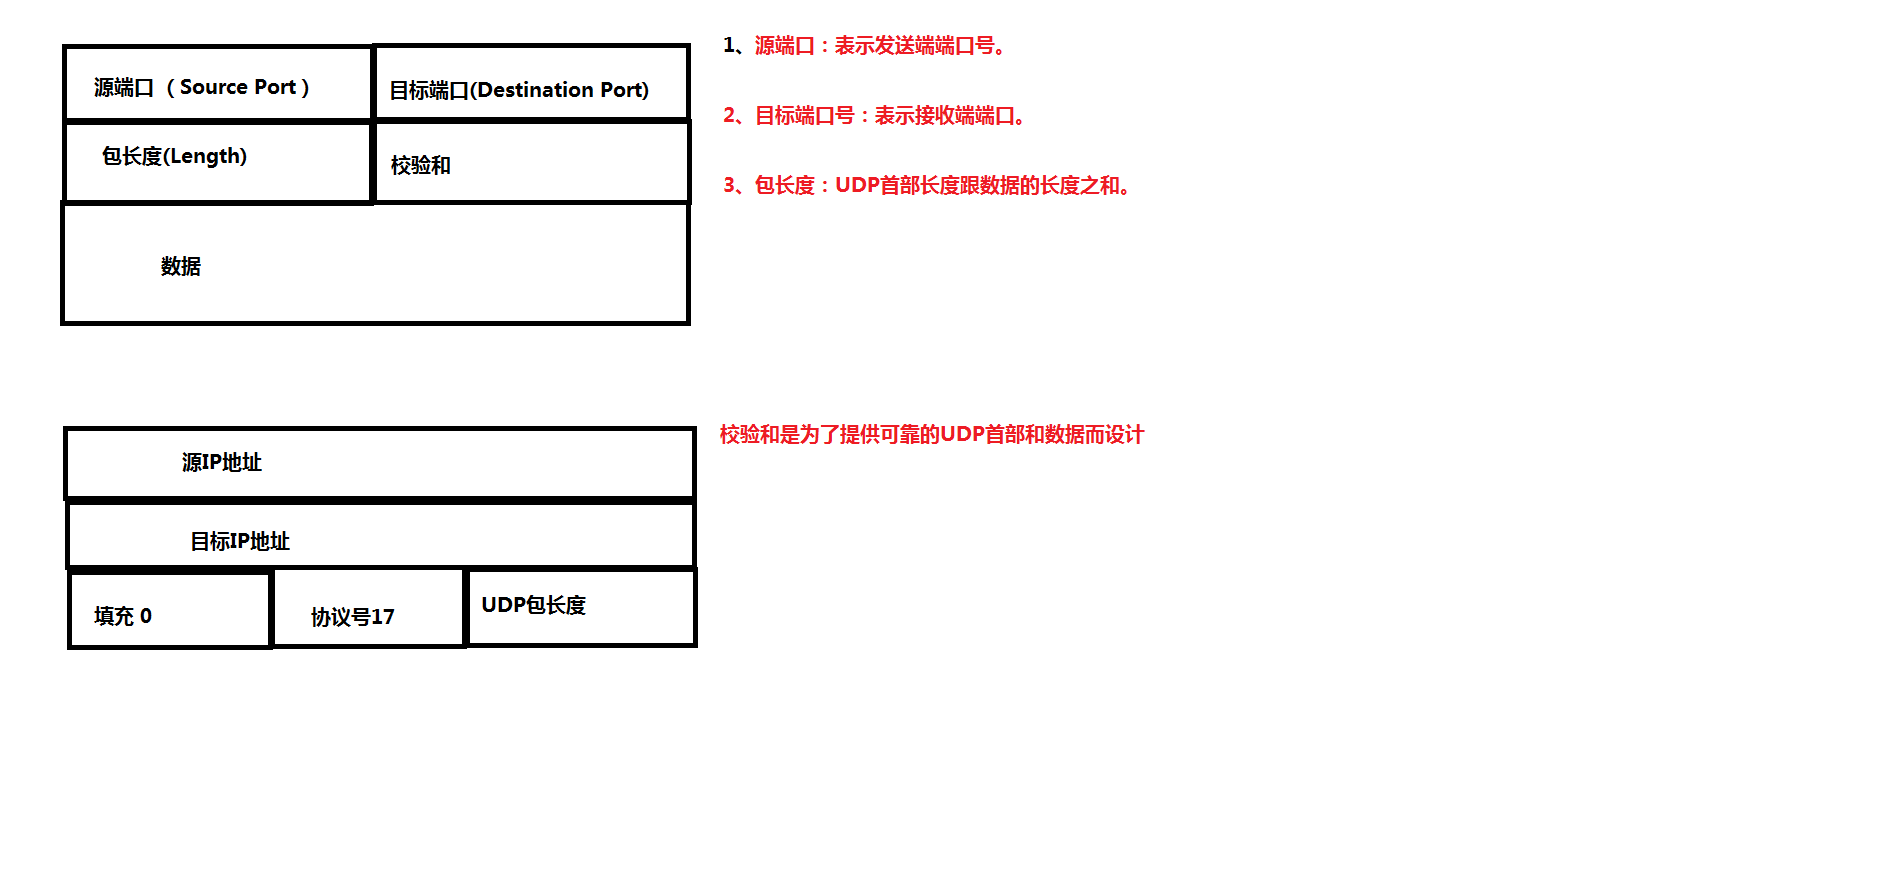 源端口（Source Port）
目标端口(Destination Port)
包长度(Length)
校验和
数据
1、源端口：表示发送端端口号。
2、目标端口号：表示接收端端口。
3、包长度：UDP首部长度跟数据的长度之和。
源IP地址
目标IP地址
填充 0
协议号17
UDP包长度
校验和是为了提供可靠的UDP首部和数据而设计